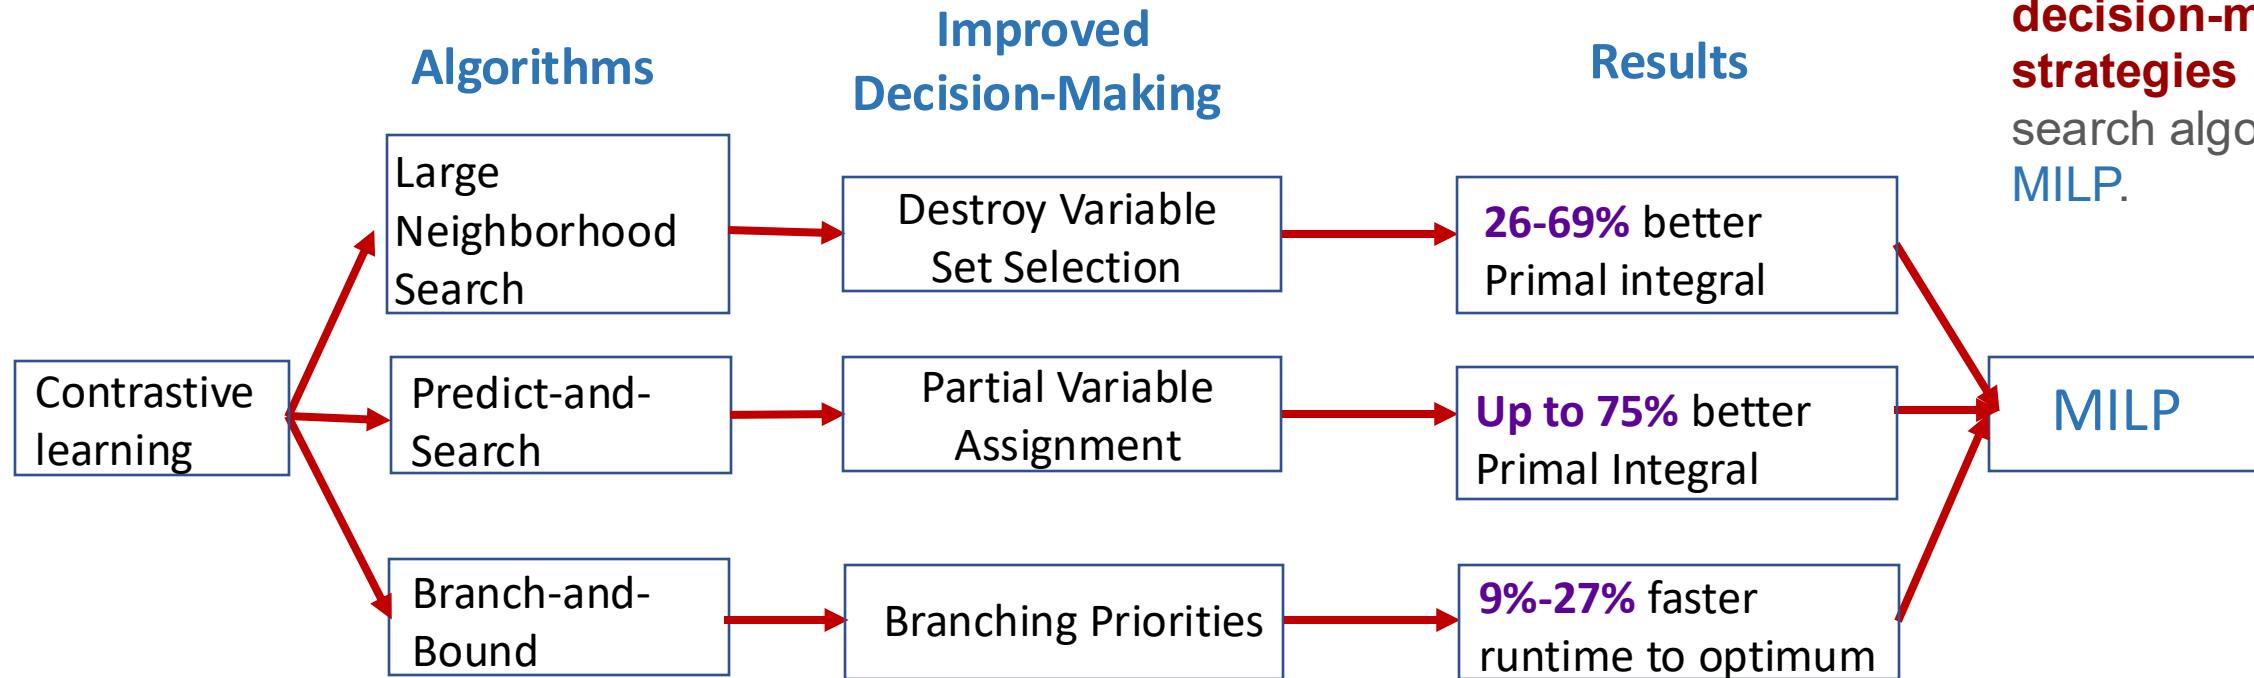 Algorithms
Improved
Decision-Making
Results
strategies
MILP.
Contrastive
learning
Large
Neighborhood
Search
Destroy Variable
Set Selection
26-69% better
Primal integral
Predict-and-
Search
Partial Variable
Assignment
Up to 75% better
Primal Integral
Branch-and-
Bound
Branching Priorities
9%-27% faster
runtime to optimum
MILP
search